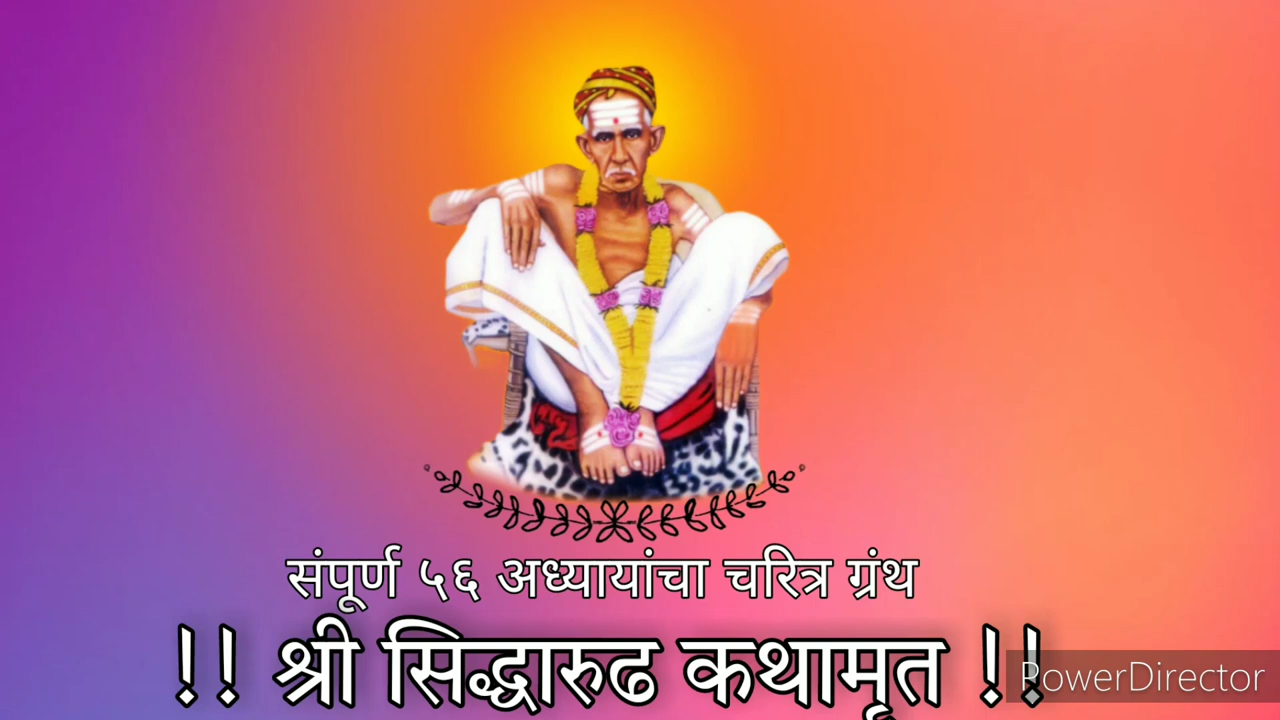 संपूर्ण ५६ अध्यायांचा चरित्र ग्रंथ
!! श्री सिद्धारुढ कथामृत !!
PowerDirector